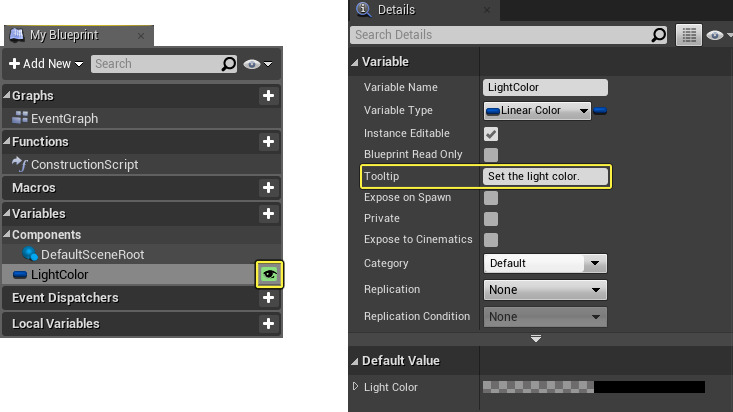 My Blueprint
Add New
Search
Graphs
EventGraph
Functions
ConstructionScript
Macros
Variables
Components
DefaultSceneRoot
LightColor
Event Dispatchers
Local Variables
Details
Search Details
Variable
Variable Name LightColor
Variable Type Linear Color
Instance Editable
Blueprint Read Only
Tooltip Set the light color.
Expose on Spawn
Private
Expose to Cinematics
Category Default
Replication None
Replication Condition None
Default Value
Light Color